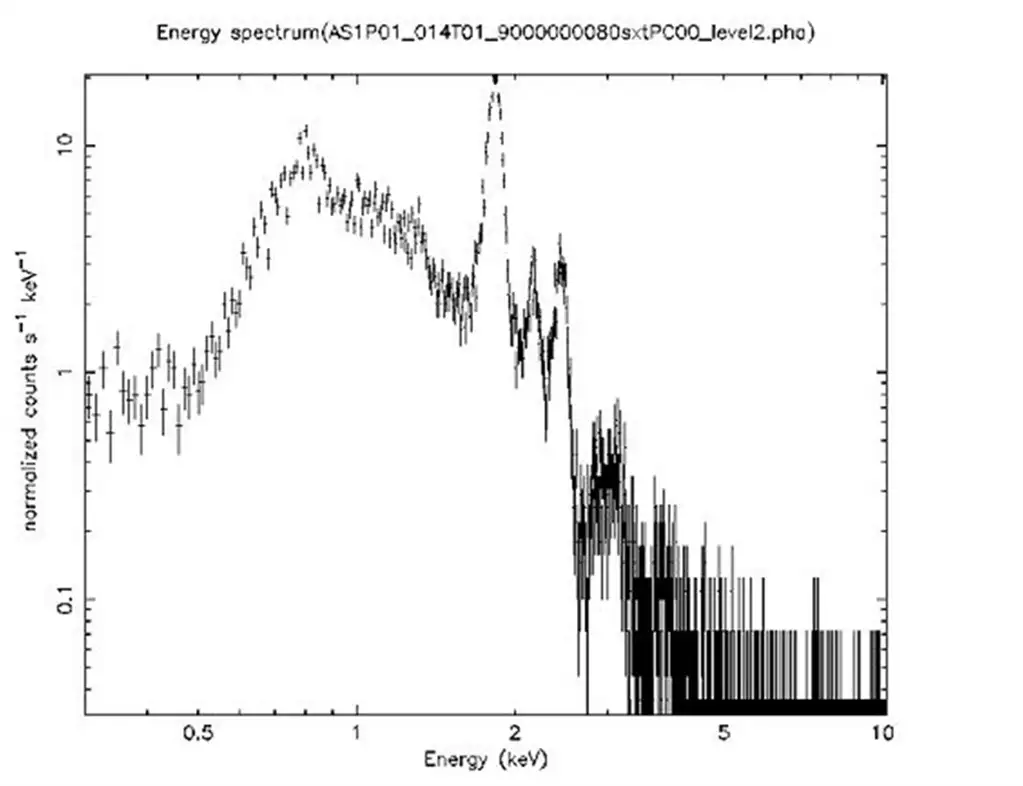 Energy spectrum(AS1P01_014T01_9000000080sxtPC00_level2.pha)
10
1
0.1
normalized counts s⁻¹ keV⁻¹
0.5 1 2 5 10
Energy (keV)